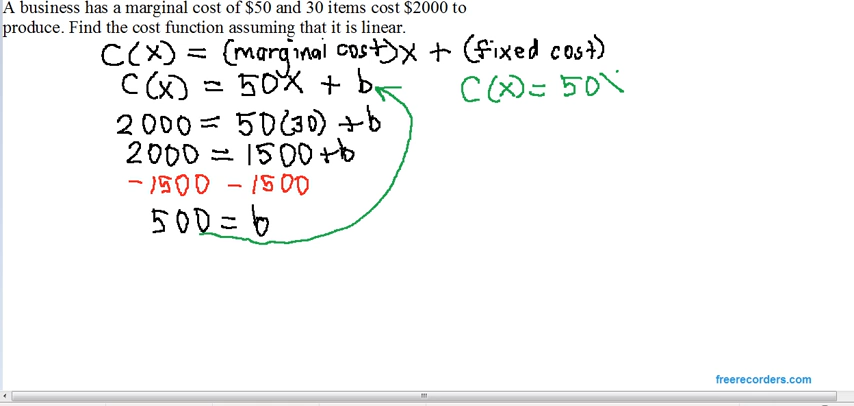 A business has a marginal cost of $50 and 30 items cost $2000 to
produce. Find the cost function assuming that it is linear.
C(x) = (marginal cost)x + (fixed cost)
C(x) = 50x + b
C(x) = 50x
2000 = 50(30) + b
2000 = 1500 + b
-1500 -1500
500 = b
freerecorders.com